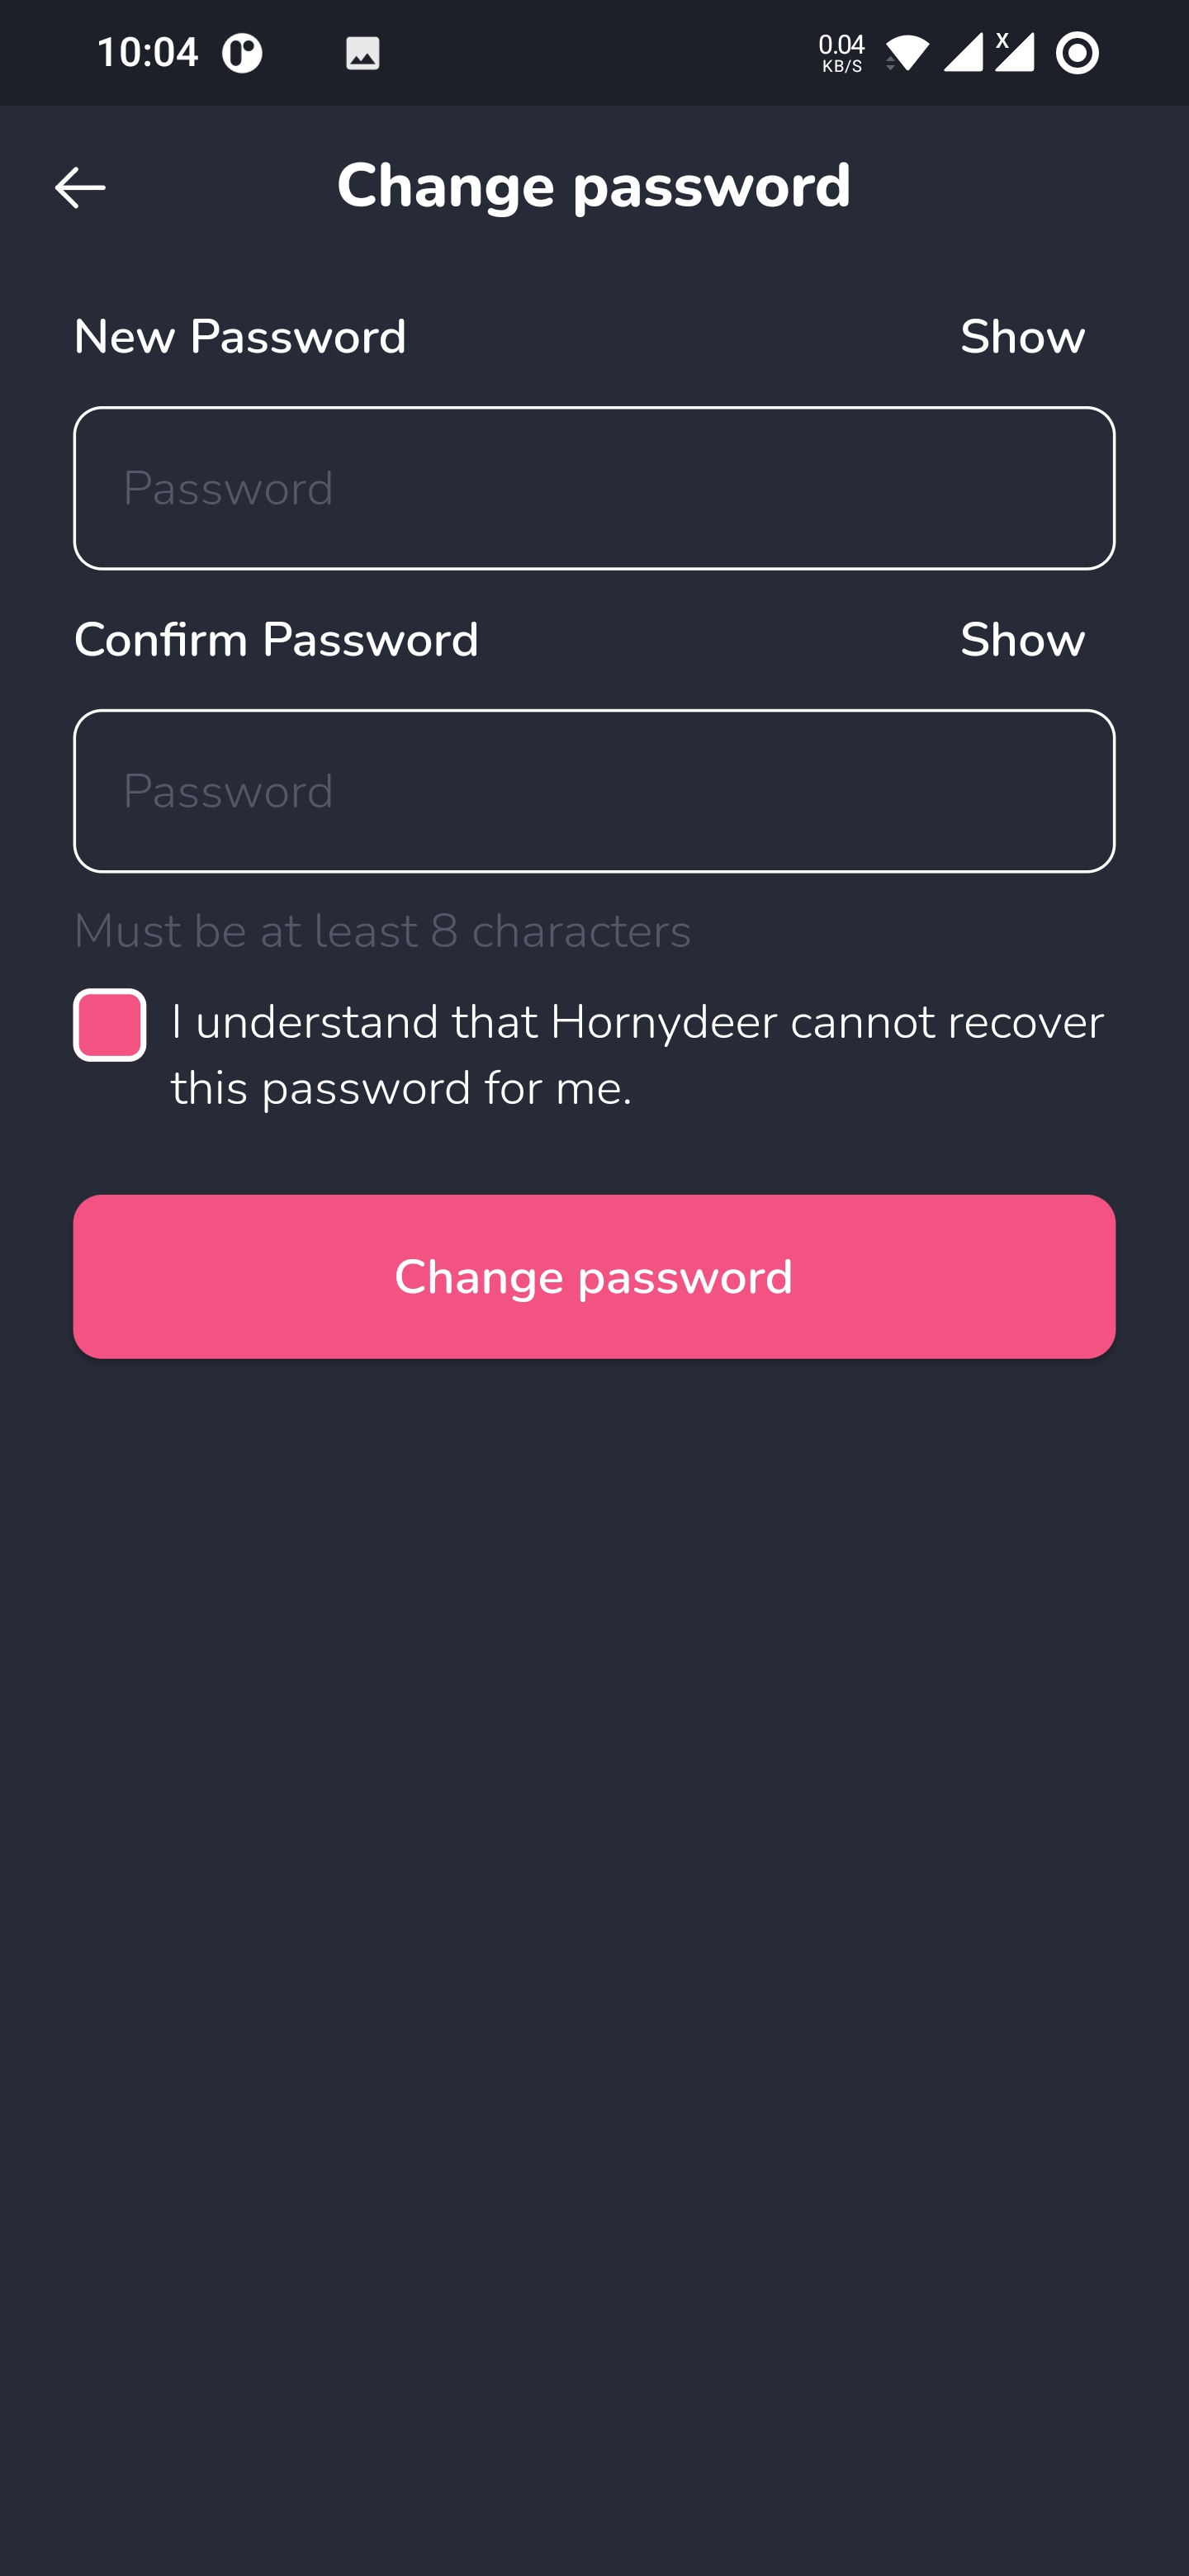 10:04
0.04
KB/S
X
Change password
New Password
Show
Password
Confirm Password
Show
Password
Must be at least 8 characters
I understand that Hornydeer cannot recover
this password for me.
Change password